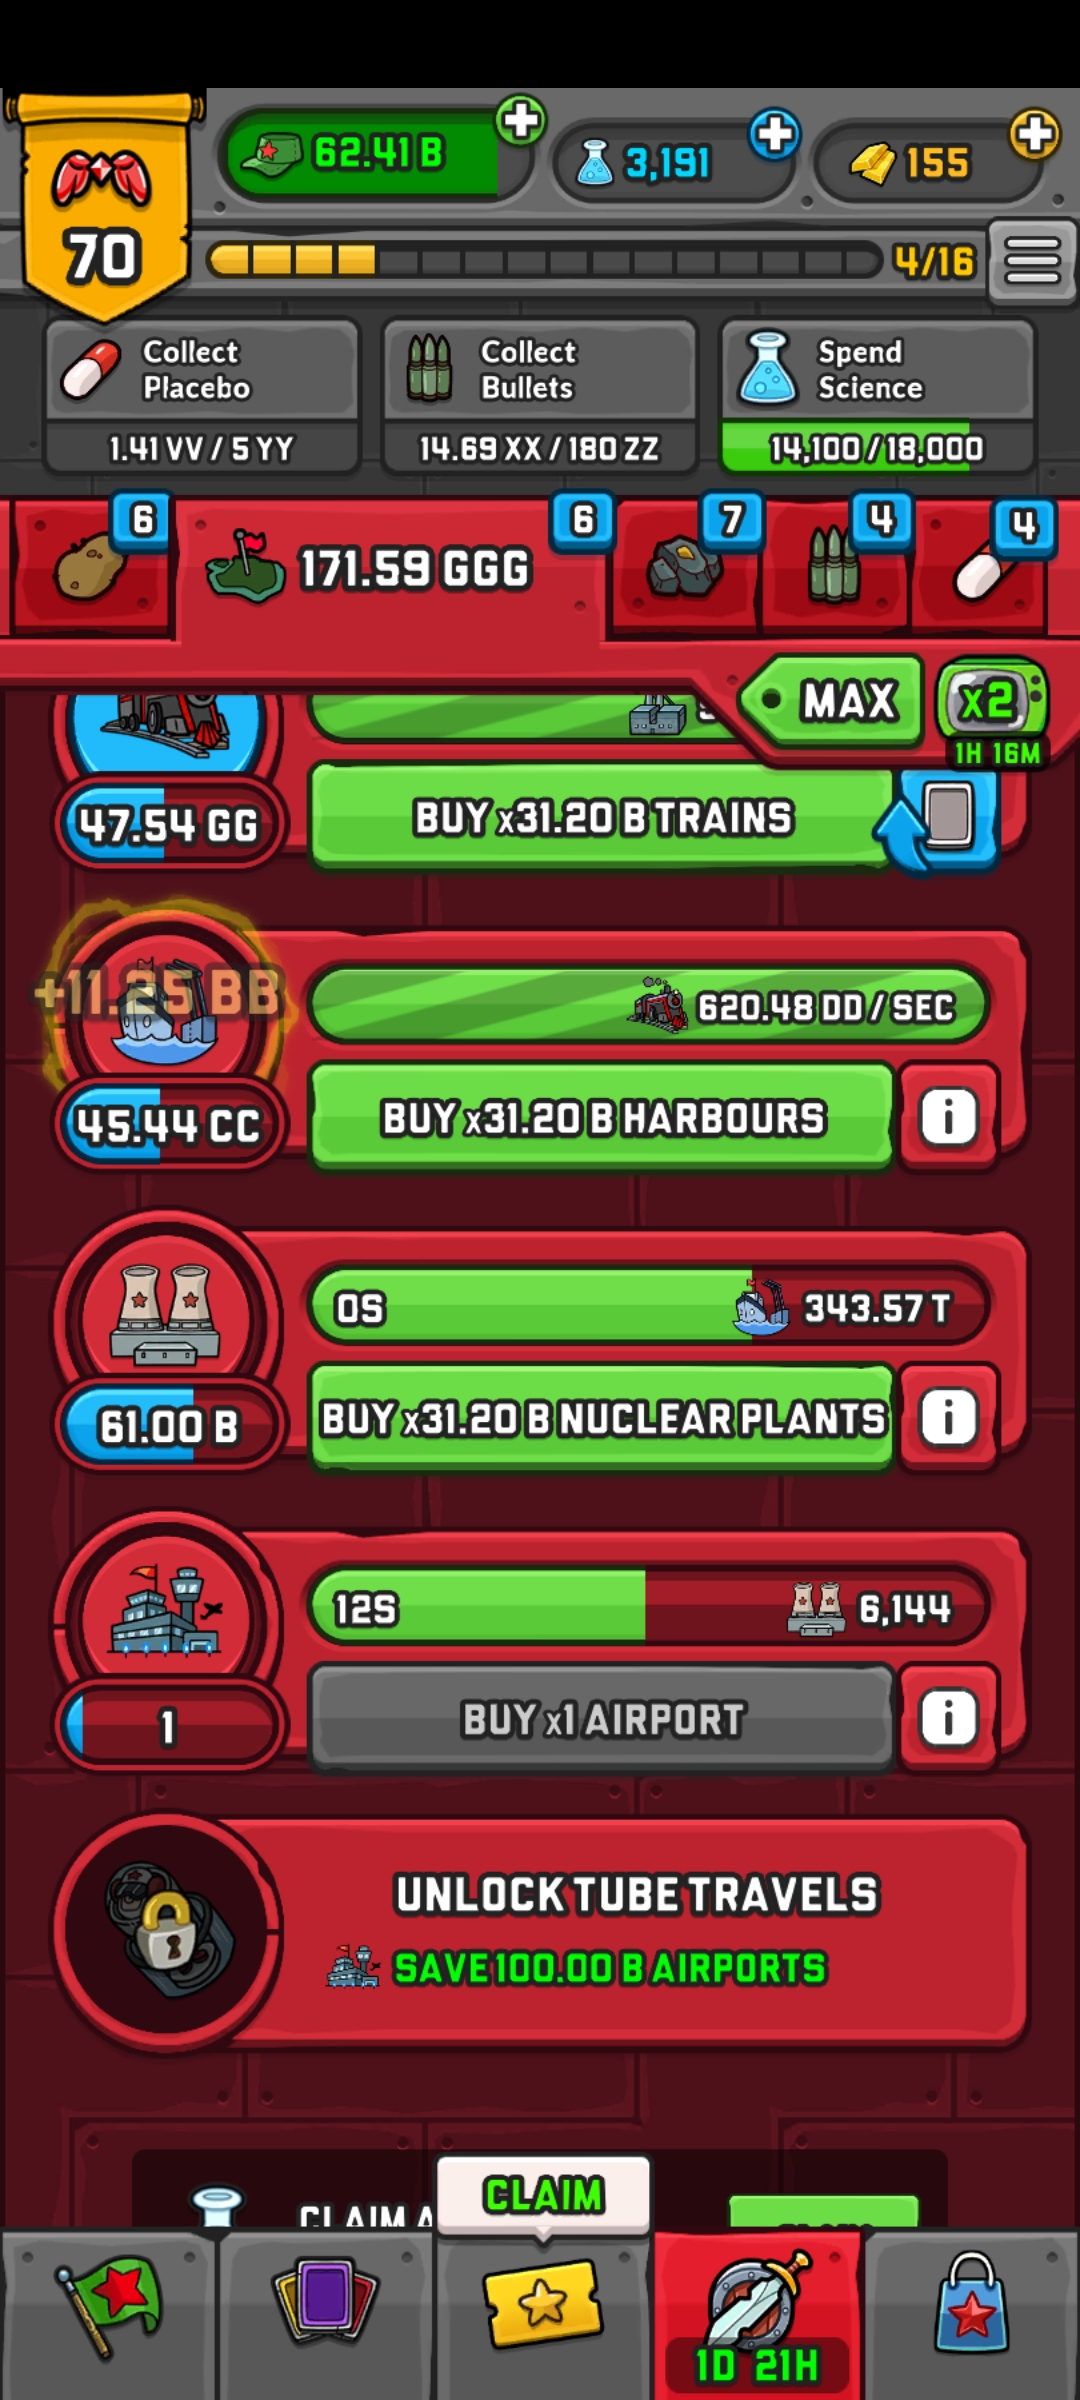 62.41 B
3,191
155
70
4/16
Collect
Placebo
1.41 VV / 5 YY
Collect
Bullets
14.69 XX / 180 ZZ
Spend
Science
14,100 / 18,000
6
171.59 GGG
6
7
4
4
MAX
x2
1H 16M
47.54 GG
BUY x31.20 B TRAINS
+11.25 BB
620.48 DD / SEC
45.44 CC
BUY x31.20 B HARBOURS
i
0S
343.57 T
61.00 B
BUY x31.20 B NUCLEAR PLANTS
i
12S
6,144
1
BUY x1 AIRPORT
i
UNLOCK TUBE TRAVELS
SAVE 100.00 B AIRPORTS
CLAIM A
CLAIM
1D 21H